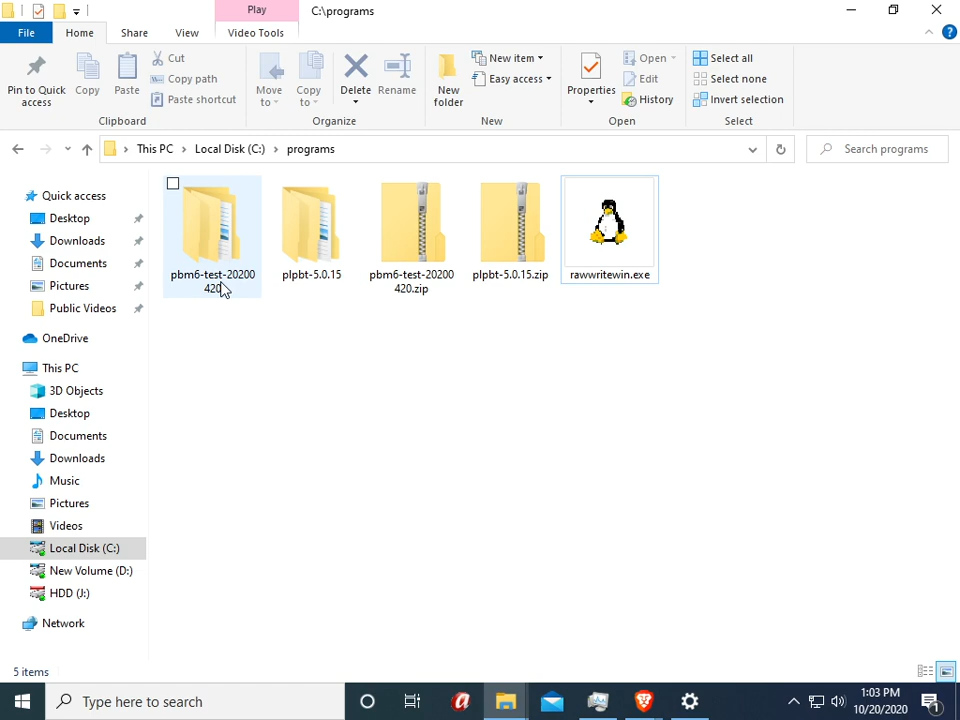 Play
C:\programs
File
Home
Share
View
Video Tools
Pin to Quick access
Copy
Paste
Cut
Copy path
Paste shortcut
Clipboard
Move to
Copy to
Delete
Rename
Organize
New folder
New item
Easy access
New
Properties
Open
Edit
History
Open
Select all
Select none
Invert selection
Select
This PC
Local Disk (C:)
programs
Search programs
Quick access
Desktop
Downloads
Documents
Pictures
Public Videos
OneDrive
This PC
3D Objects
Desktop
Documents
Downloads
Music
Pictures
Videos
Local Disk (C:)
New Volume (D:)
HDD (J:)
Network
pbm6-test-20200
420
plpbt-5.0.15
pbm6-test-20200
420.zip
plpbt-5.0.15.zip
rawwritewin.exe
5 items
Type here to search
1:03 PM
10/20/2020
1